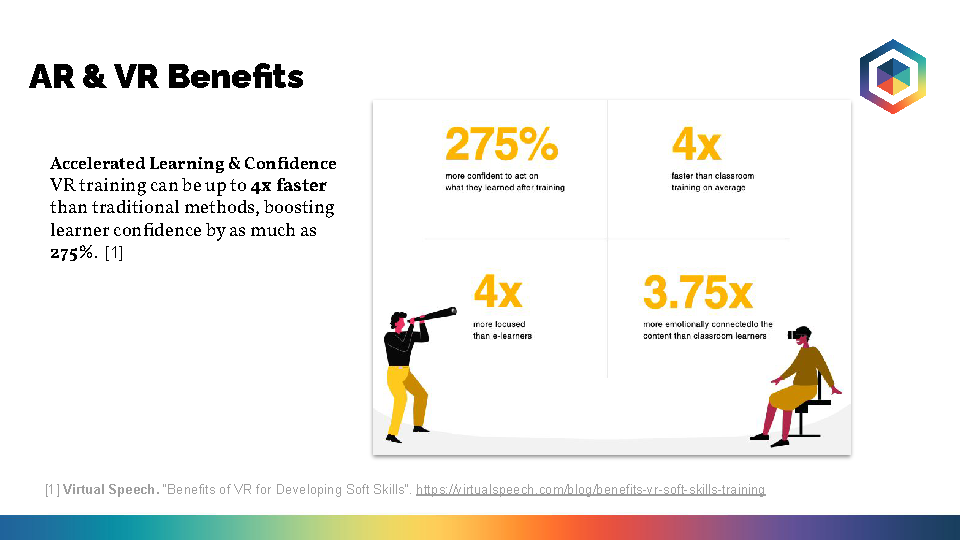 AR & VR Benefits
Accelerated Learning & Confidence
VR training can be up to 4x faster
than traditional methods, boosting
learner confidence by as much as
275%. [1]
275%
more confident to act on
what they learned after training
4x
faster than classroom
training on average
4x
more focused
than e-learners
3.75x
more emotionally connectedlo the
content than classroom learners
[1] Virtual Speech. "Benefits of VR for Developing Soft Skills". https://virtualspeech.com/blog/benefits-vr-soft-skills-training